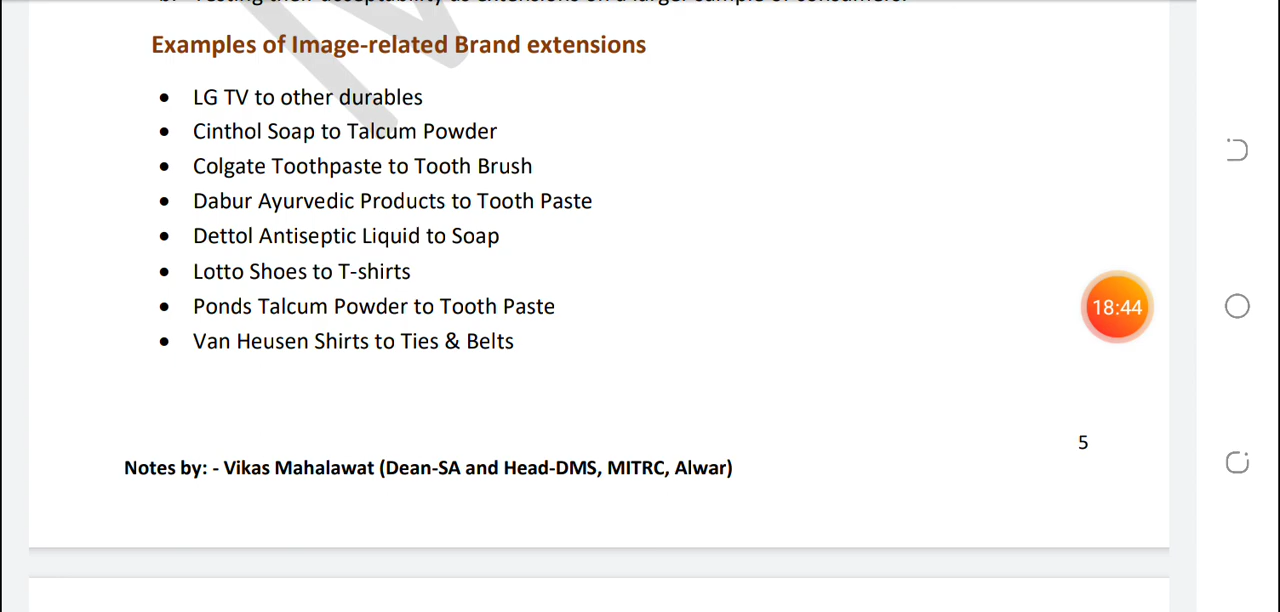 Examples of Image-related Brand extensions
• LG TV to other durables
• Cinthol Soap to Talcum Powder
• Colgate Toothpaste to Tooth Brush
• Dabur Ayurvedic Products to Tooth Paste
• Dettol Antiseptic Liquid to Soap
• Lotto Shoes to T-shirts
• Ponds Talcum Powder to Tooth Paste
• Van Heusen Shirts to Ties & Belts
18:44
5
Notes by: - Vikas Mahalawat (Dean-SA and Head-DMS, MITRC, Alwar)